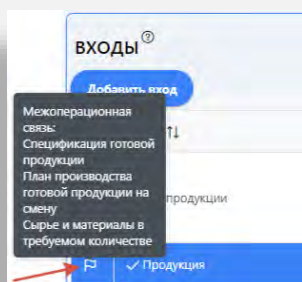 ВХОДЫ
Добавить вход
Межоперационная
связь:
Спецификация готовой
продукции
План производства
готовой продукции на
смену
Сырье и материалы в
требуемом количестве
продукции
Продукция